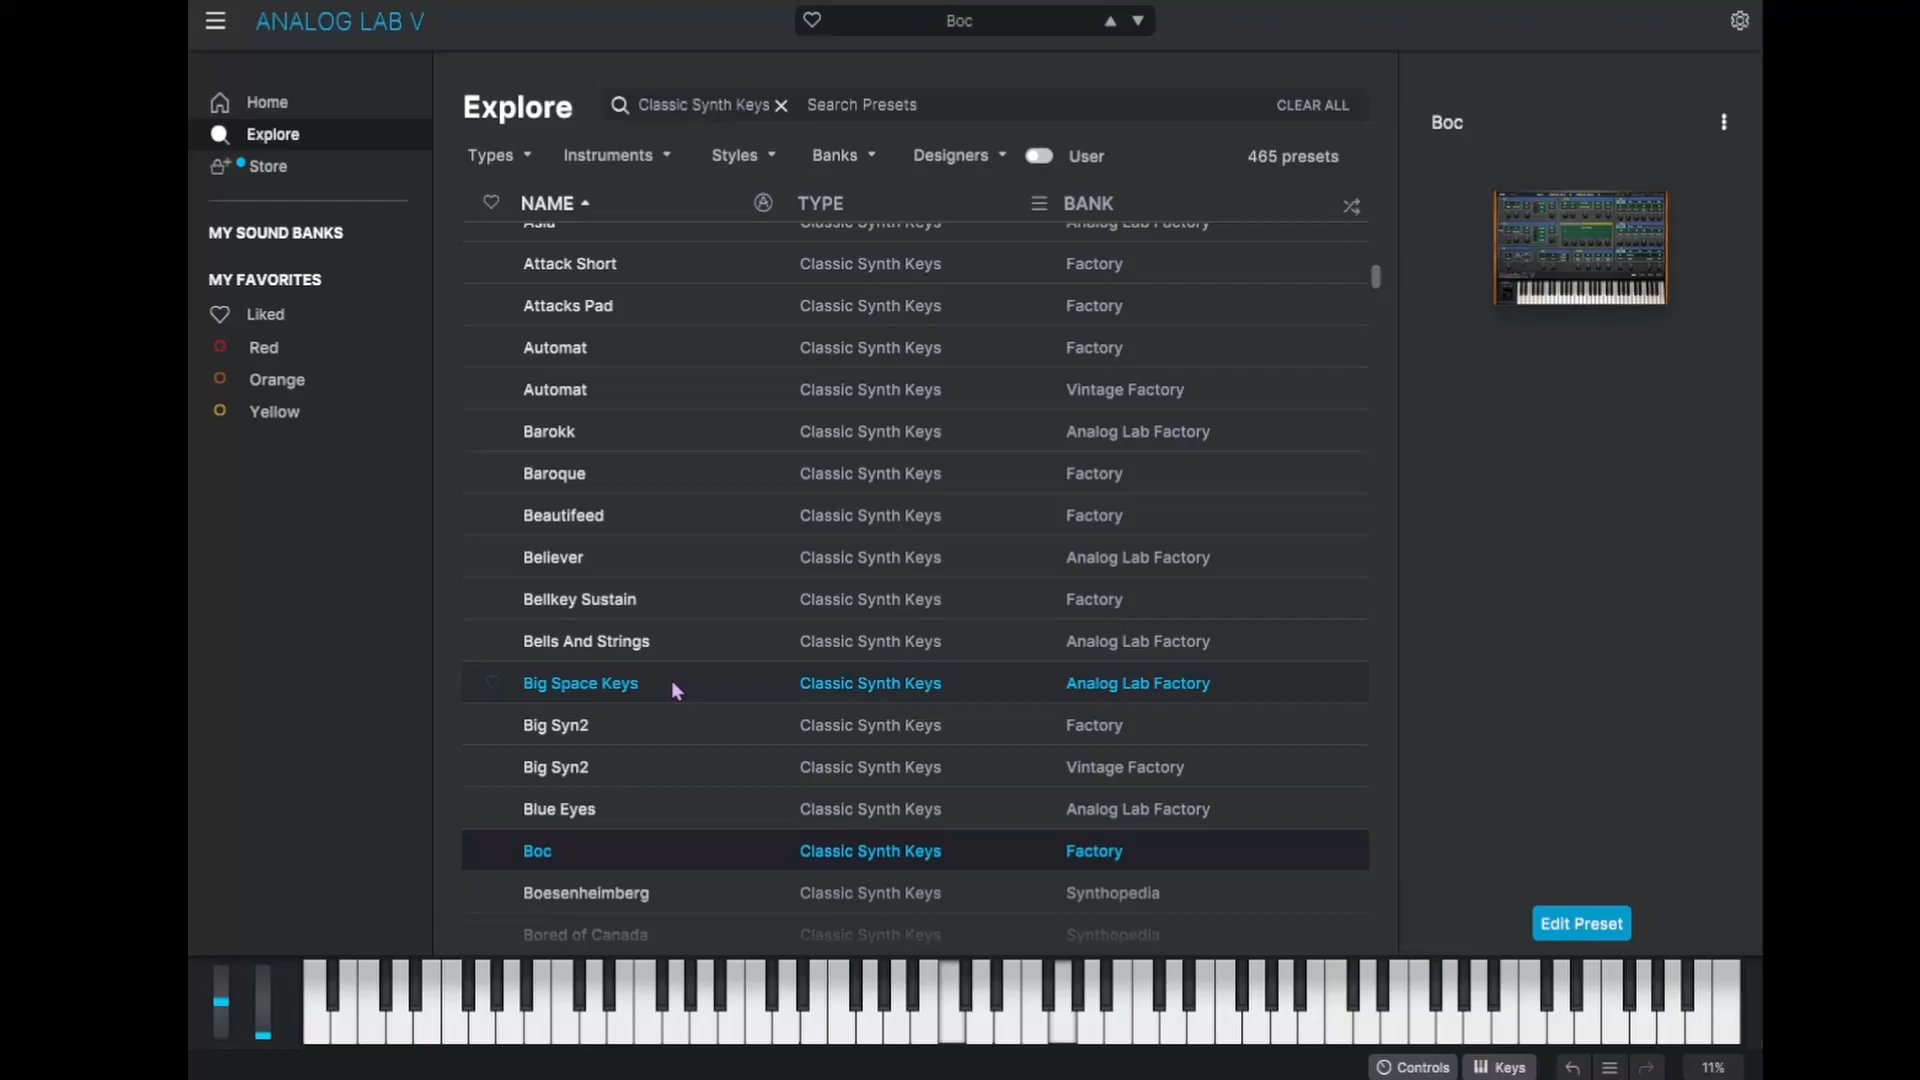 ANALOG LAB V
Boc
Home
Explore
Store
MY SOUND BANKS
MY FAVORITES
Liked
Red
Orange
Yellow
Explore Classic Synth Keys Search Presets CLEAR ALL
Types Instruments Styles Banks Designers User 465 presets
NAME TYPE BANK
Asia Classic Synth Keys Analog Lab Factory
Attack Short Classic Synth Keys Factory
Attacks Pad Classic Synth Keys Factory
Automat Classic Synth Keys Factory
Automat Classic Synth Keys Vintage Factory
Barokk Classic Synth Keys Analog Lab Factory
Baroque Classic Synth Keys Factory
Beautifeed Classic Synth Keys Factory
Believer Classic Synth Keys Analog Lab Factory
Bellkey Sustain Classic Synth Keys Factory
Bells And Strings Classic Synth Keys Analog Lab Factory
Big Space Keys Classic Synth Keys Analog Lab Factory
Big Syn2 Classic Synth Keys Factory
Big Syn2 Classic Synth Keys Vintage Factory
Blue Eyes Classic Synth Keys Analog Lab Factory
Boc Classic Synth Keys Factory
Boesenheimberg Classic Synth Keys Synthopedia
Bored of Canada Classic Synth Keys Synthopedia
Boc
Edit Preset
Controls Keys 11%